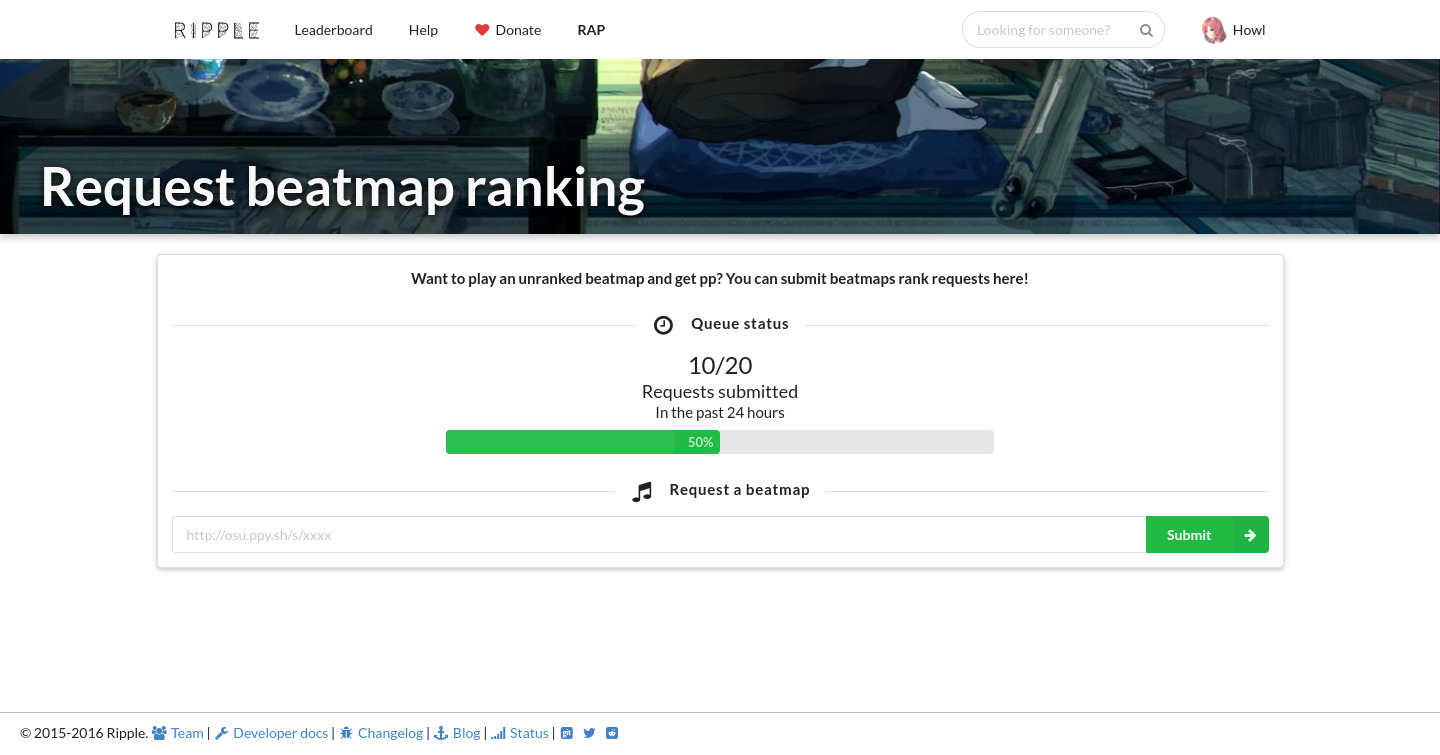 RIPPLE Leaderboard Help Donate RAP Looking for someone? Howl
Request beatmap ranking
Want to play an unranked beatmap and get pp? You can submit beatmaps rank requests here!
Queue status
10/20
Requests submitted
In the past 24 hours
50%
Request a beatmap
http://osu.ppy.sh/s/xxxx Submit
© 2015-2016 Ripple. Team | Developer docs | Changelog | Blog | Status | git